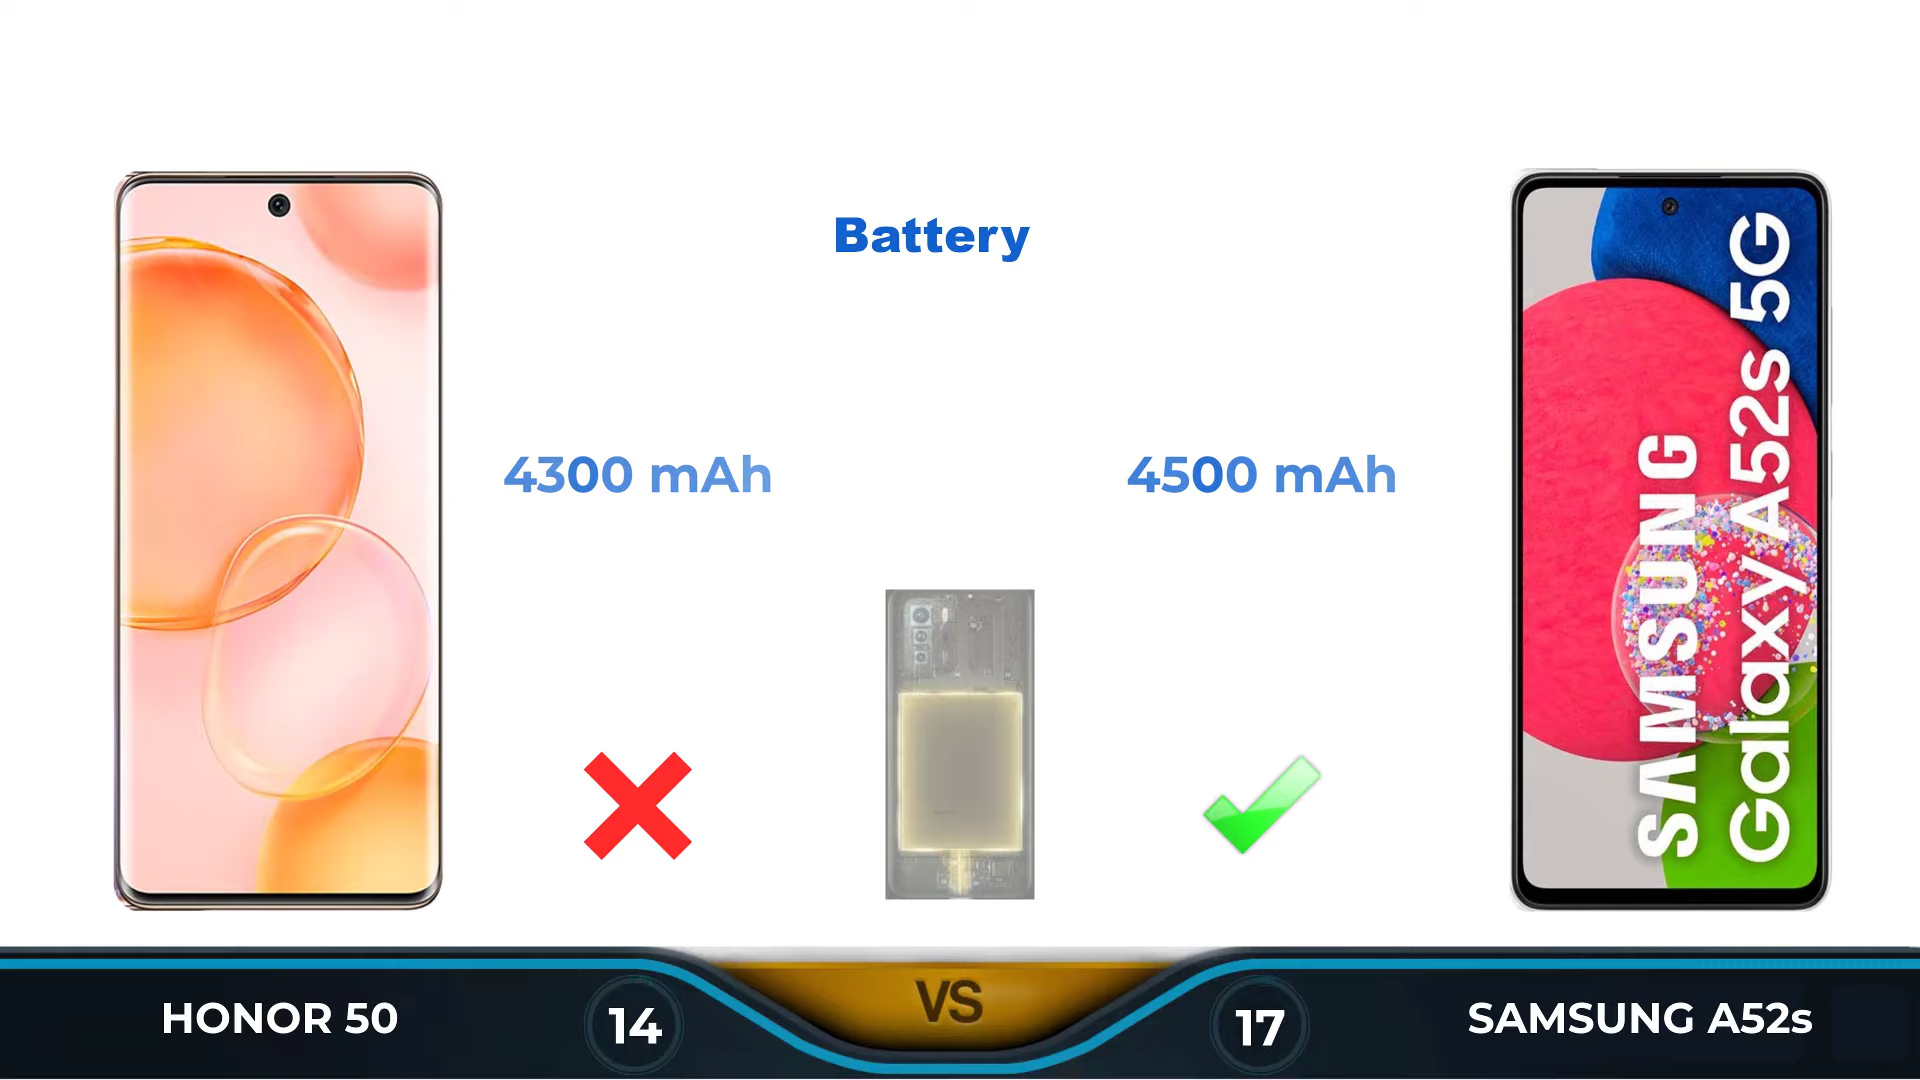 Battery
4300 mAh
4500 mAh
SAMSUNG
Galaxy A52s 5G
HONOR 50
14
VS
17
SAMSUNG A52s